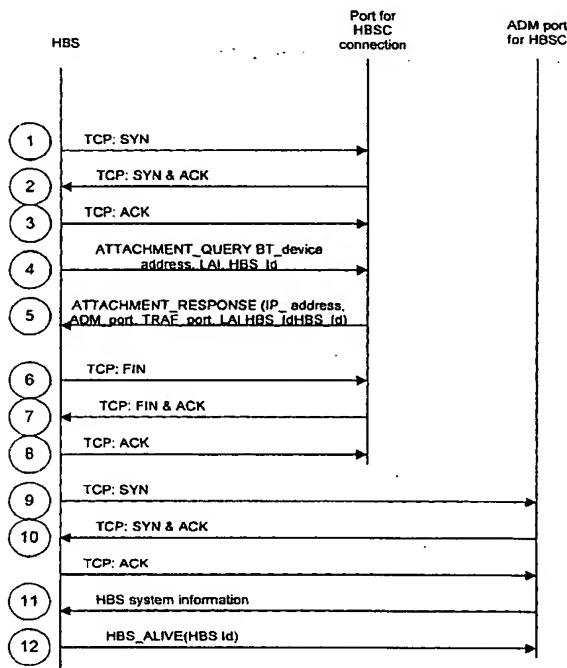 HBS
Port for
HBSC
connection
ADM port
for HBSC
1
TCP: SYN
2
TCP: SYN & ACK
3
TCP: ACK
4
ATTACHMENT_QUERY BT_device
address, LAI, HBS_Id
5
ATTACHMENT_RESPONSE (IP_ address,
ADM_port, TRAF_port, LAI,HBS_IdHBS_Id)
6
TCP: FIN
7
TCP: FIN & ACK
8
TCP: ACK
9
TCP: SYN
10
TCP: SYN & ACK
TCP: ACK
11
HBS system information
12
HBS_ALIVE(HBS Id)